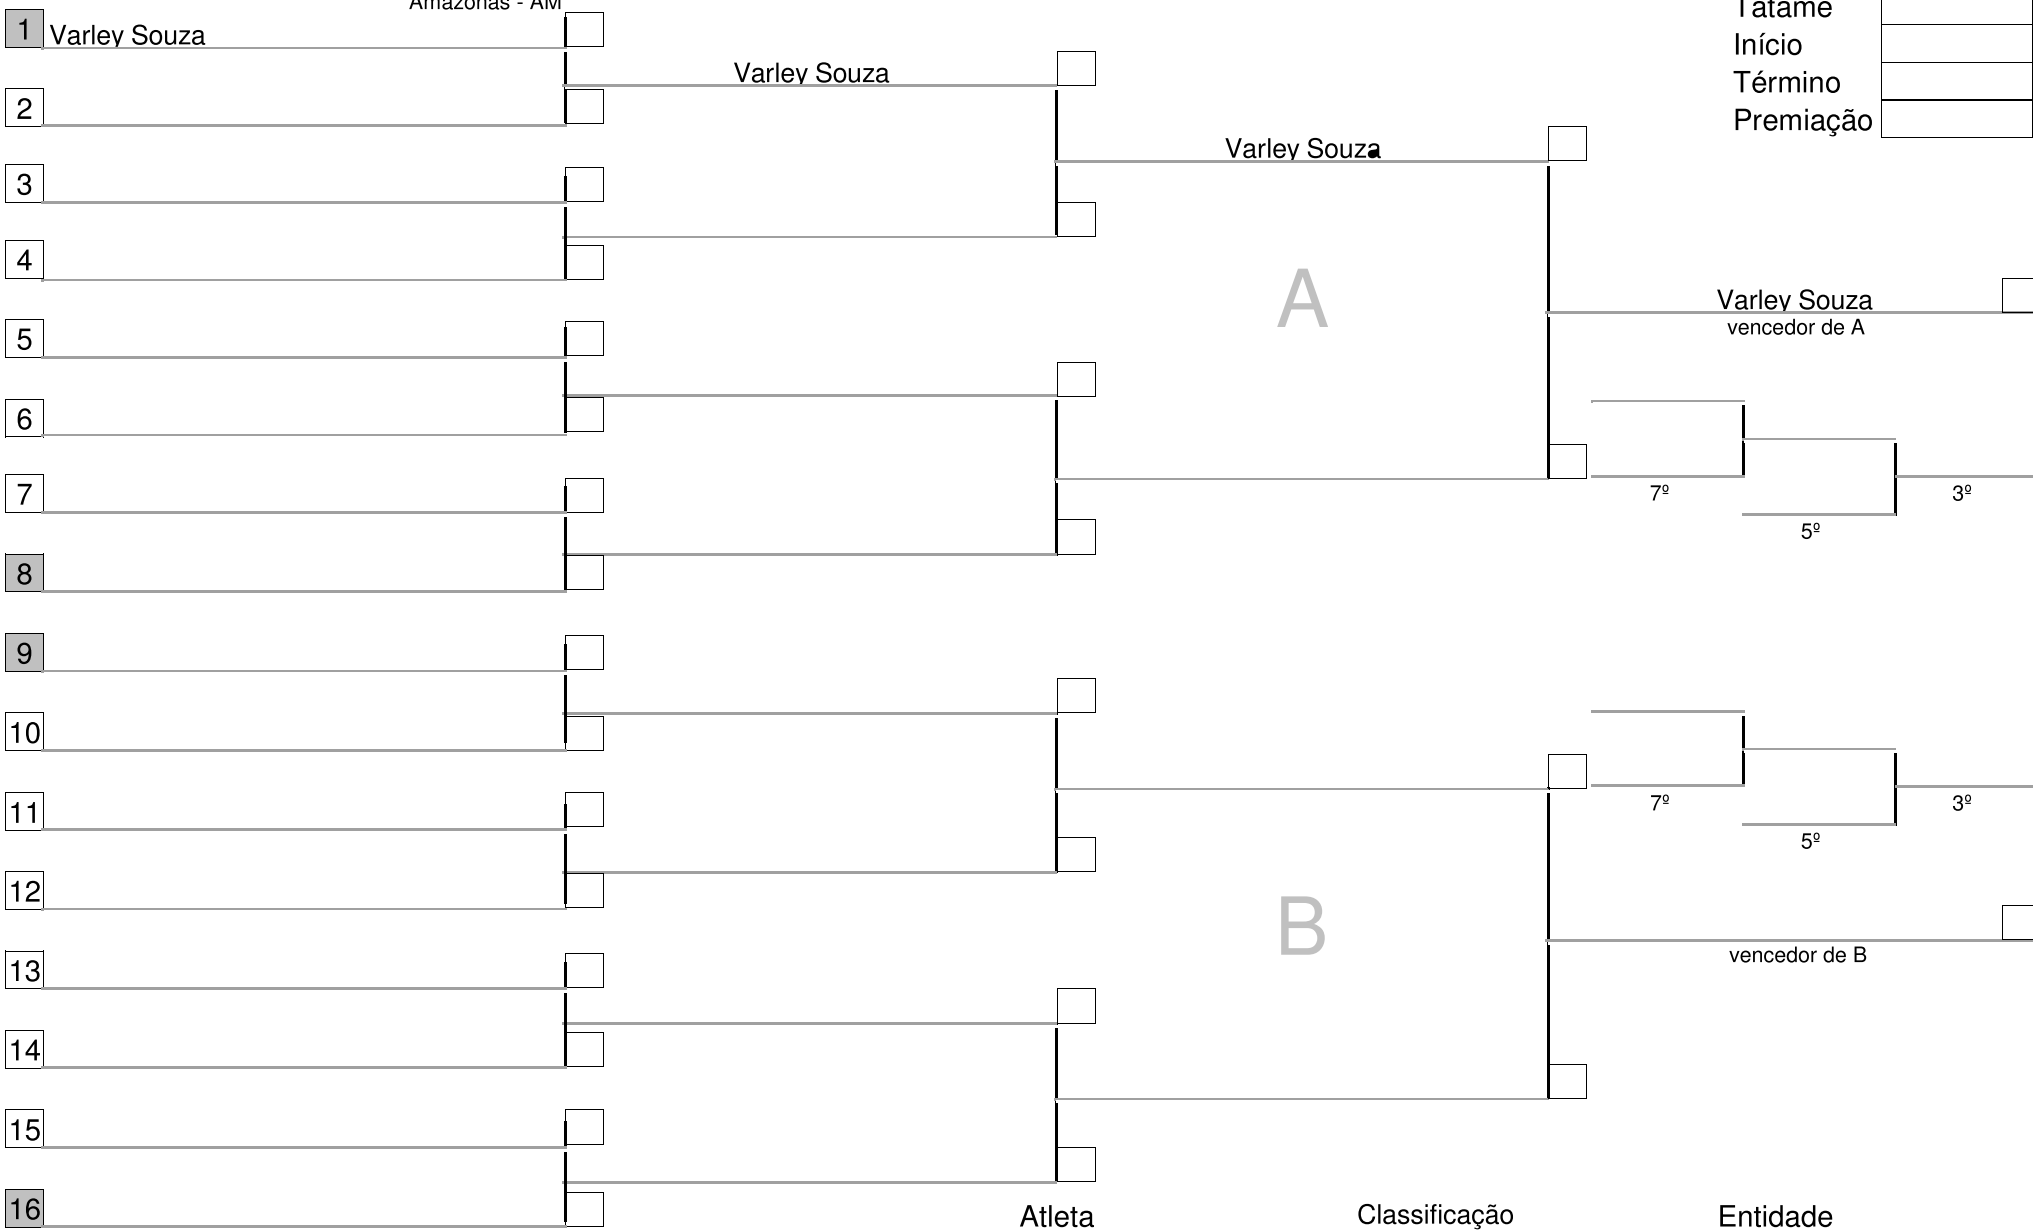 Amazonas - AM
1 Varley Souza
Tatame
Início
Varley Souza
Término
2
Premiação
Varley Souza
3
4
A
Varley Souza
vencedor de A
5
6
7
7º
3º
5º
8
9
10
11
7º
3º
5º
12
B
vencedor de B
13
14
15
16
Atleta Classificação Entidade